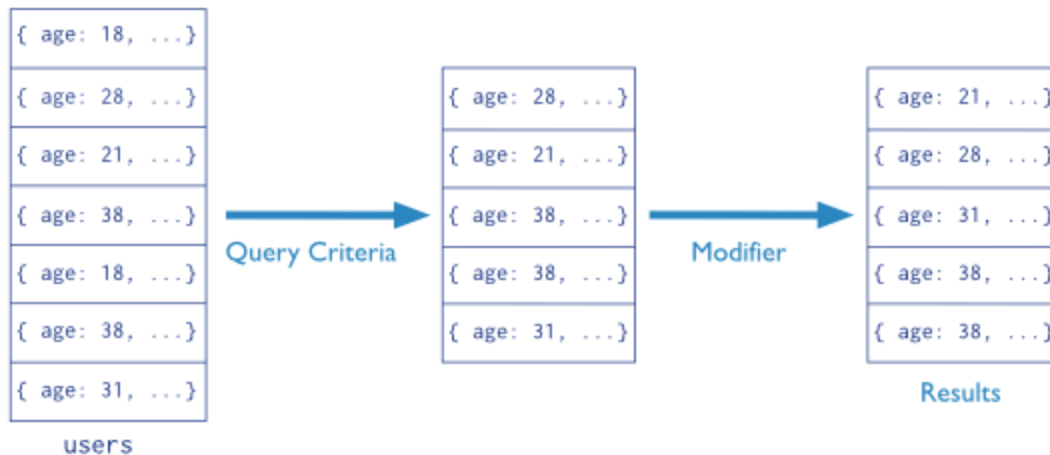 { age: 18, ...}
{ age: 28, ...}
{ age: 21, ...}
{ age: 38, ...}
{ age: 18, ...}
{ age: 38, ...}
{ age: 31, ...}
users
Query Criteria
{ age: 28, ...}
{ age: 21, ...}
{ age: 38, ...}
{ age: 38, ...}
{ age: 31, ...}
Modifier
{ age: 21, ...}
{ age: 28, ...}
{ age: 31, ...}
{ age: 38, ...}
{ age: 38, ...}
Results